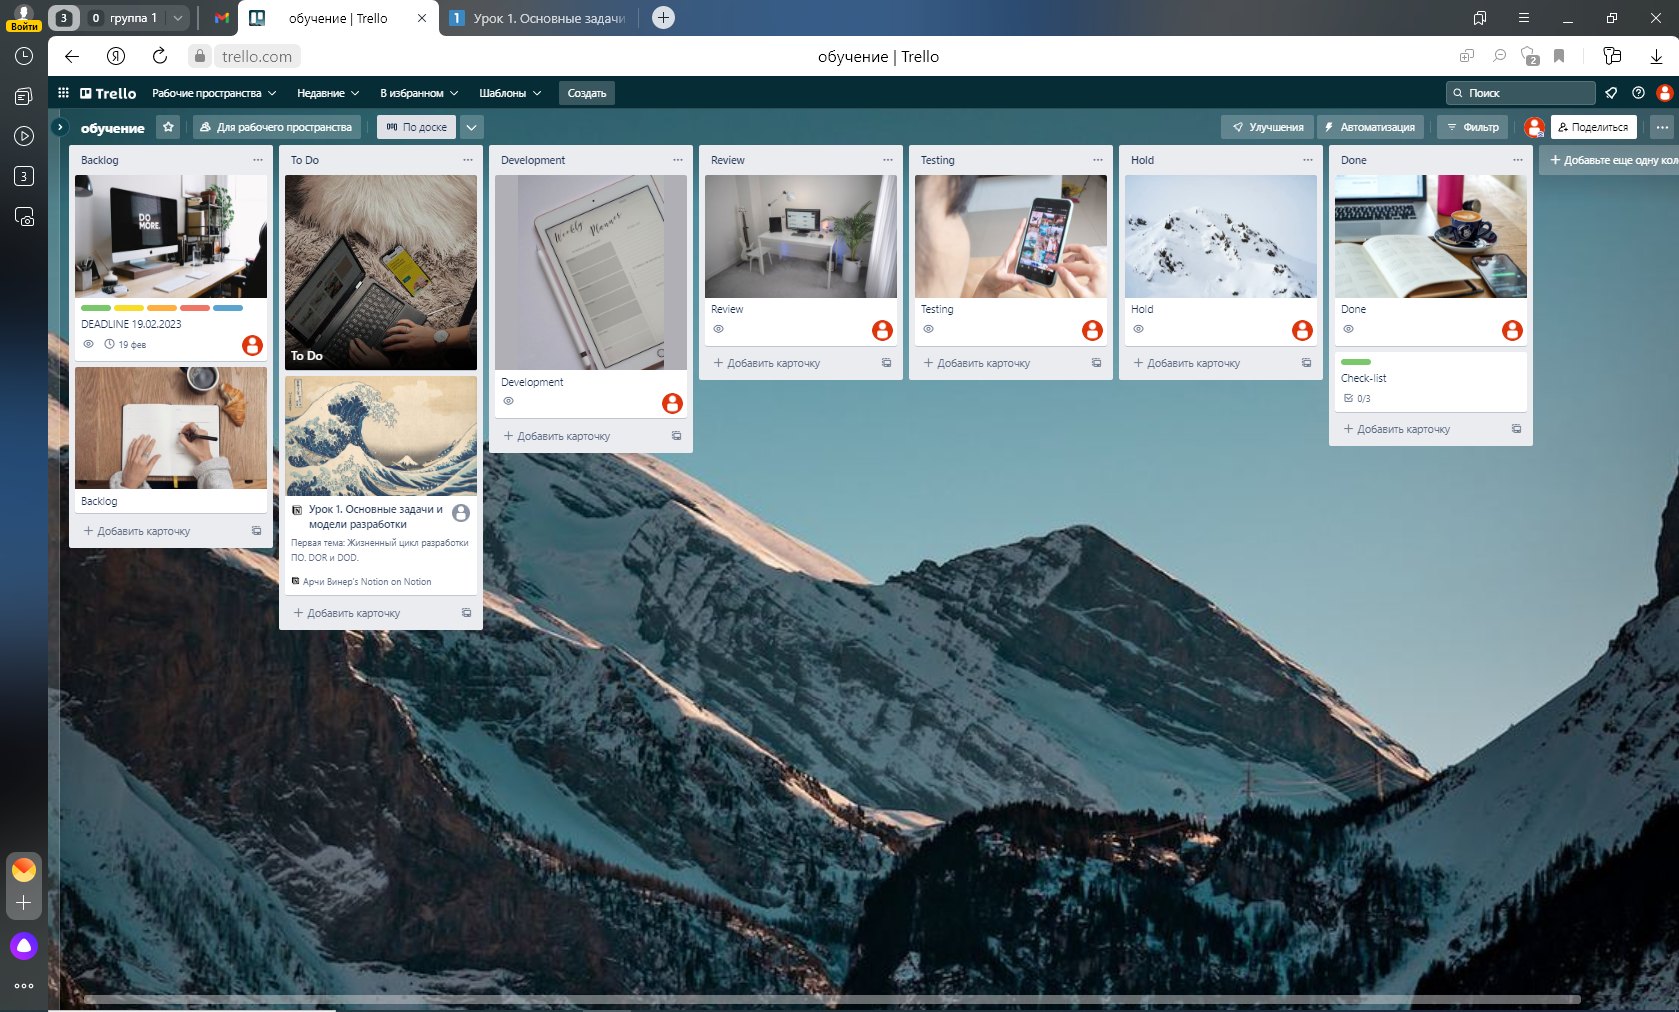 Войти
3
0 группа 1
обучение | Trello
1 Урок 1. Основные задачи
trello.com
обучение | Trello
2
3
Trello
Рабочие пространства
Недавние
В избранном
Шаблоны
Создать
Поиск
обучение
Для рабочего пространства
По доске
Улучшения
Автоматизация
Фильтр
Поделиться
Backlog
DO
MORE.
DEADLINE 19.02.2023
19 фев
Backlog
+ Добавить карточку
To Do
To Do
Урок 1. Основные задачи и
модели разработки
Первая тема: Жизненный цикл разработки
ПО. DOR и DOD.
Арчи Винер's Notion on Notion
+ Добавить карточку
Development
Weekly Planner
Development
+ Добавить карточку
Review
Review
+ Добавить карточку
Testing
Testing
+ Добавить карточку
Hold
Hold
+ Добавить карточку
Done
Done
Check-list
0/3
+ Добавить карточку
+ Добавьте еще одну кол